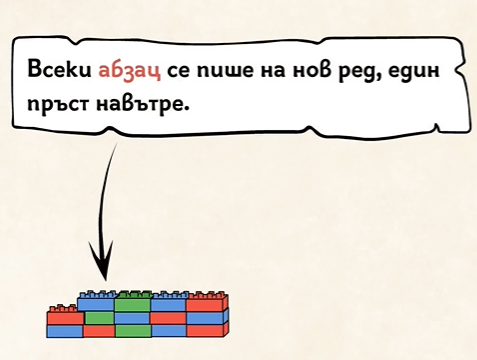 Всеки абзац се пише на нов ред, един
пръст навътре.